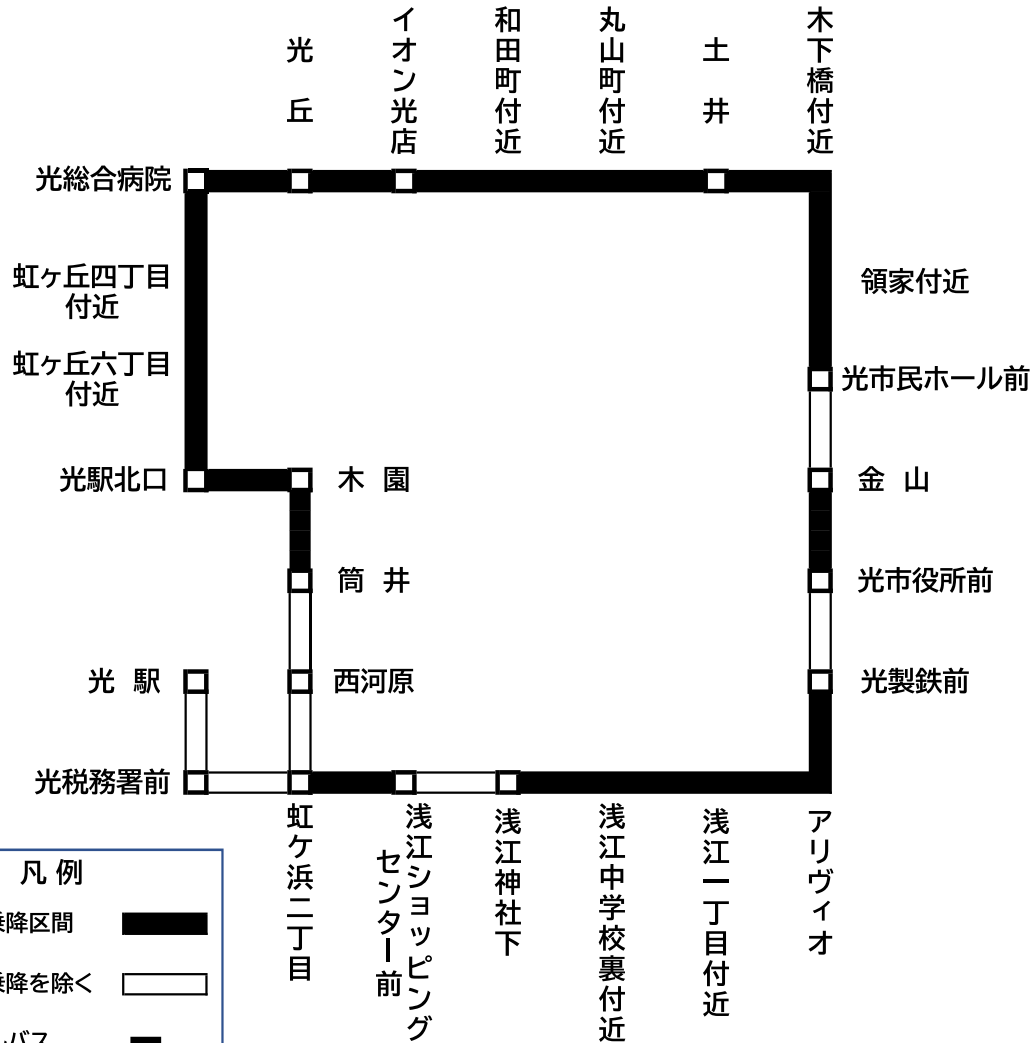 光丘
イオン光店
和田町付近
丸山町付近
土井
木下橋付近
光総合病院
虹ヶ丘四丁目
付近
虹ヶ丘六丁目
付近
領家付近
光市民ホール前
光駅北口
木園
金山
筒井
光市役所前
光駅
西河原
光製鉄前
光税務署前
虹ケ浜二丁目
浅江ショッピング
センター前
浅江神社下
浅江中学校裏付近
浅江一丁目付近
アリヴィオ
凡例
乗降区間
乗降を除く
バス